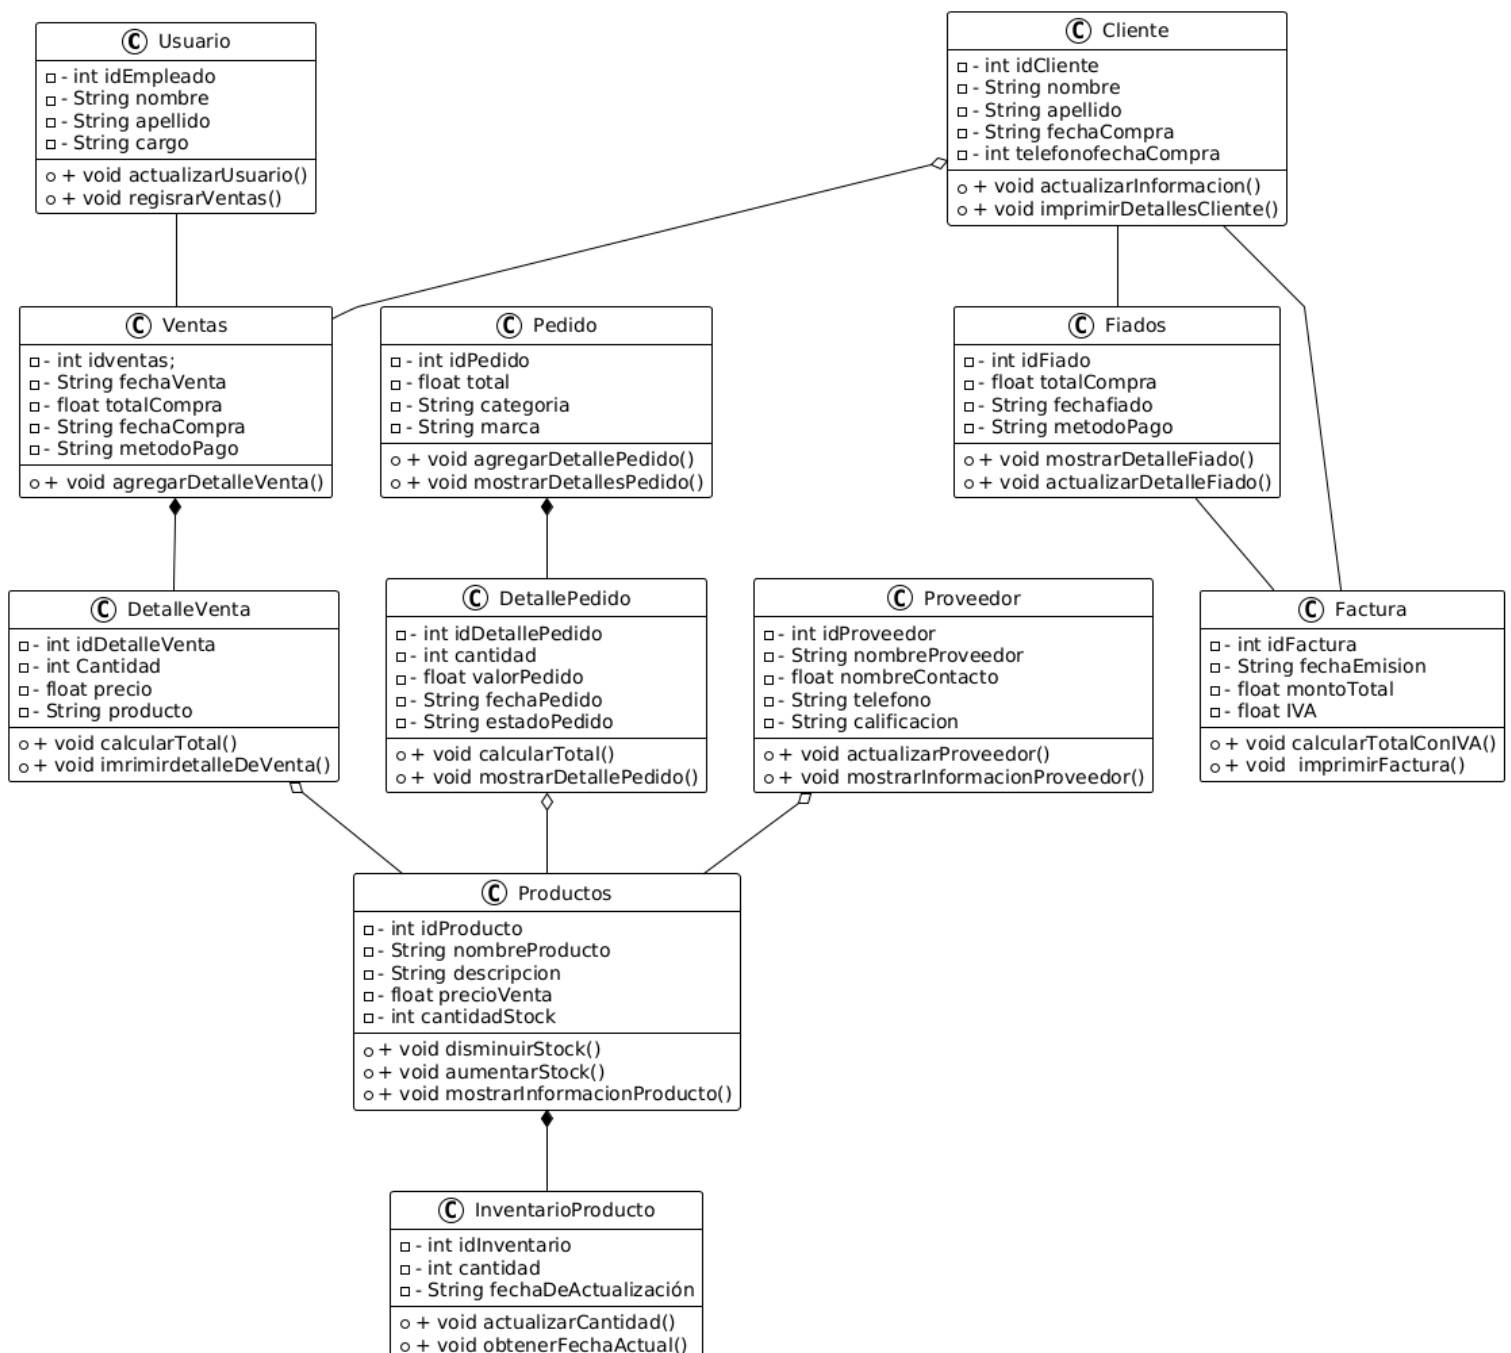 C Usuario
- int idEmpleado
- String nombre
- String apellido
- String cargo
+ void actualizarUsuario()
+ void regisrarVentas()
C Cliente
- int idCliente
- String nombre
- String apellido
- String fechaCompra
- int telefonofechaCompra
+ void actualizarInformacion()
+ void imprimirDetallesCliente()
C Ventas
- int idventas;
- String fechaVenta
- float totalCompra
- String fechaCompra
- String metodoPago
+ void agregarDetalleVenta()
C Pedido
- int idPedido
- float total
- String categoria
- String marca
+ void agregarDetallePedido()
+ void mostrarDetallesPedido()
C Fiados
- int idFiado
- float totalCompra
- String fechafiado
- String metodoPago
+ void mostrarDetalleFiado()
+ void actualizarDetalleFiado()
C DetalleVenta
- int idDetalleVenta
- int Cantidad
- float precio
- String producto
+ void calcularTotal()
+ void imrimirdetalleDeVenta()
C DetallePedido
- int idDetallePedido
- int cantidad
- float valorPedido
- String fechaPedido
- String estadoPedido
+ void calcularTotal()
+ void mostrarDetallePedido()
C Proveedor
- int idProveedor
- String nombreProveedor
- float nombreContacto
- String telefono
- String calificacion
+ void actualizarProveedor()
+ void mostrarInformacionProveedor()
C Factura
- int idFactura
- String fechaEmision
- float montoTotal
- float IVA
+ void calcularTotalConIVA()
+ void imprimirFactura()
C Productos
- int idProducto
- String nombreProducto
- String descripcion
- float precioVenta
- int cantidadStock
+ void disminuirStock()
+ void aumentarStock()
+ void mostrarInformacionProducto()
C InventarioProducto
- int idInventario
- int cantidad
- String fechaDeActualización
+ void actualizarCantidad()
+ void obtenerFechaActual()